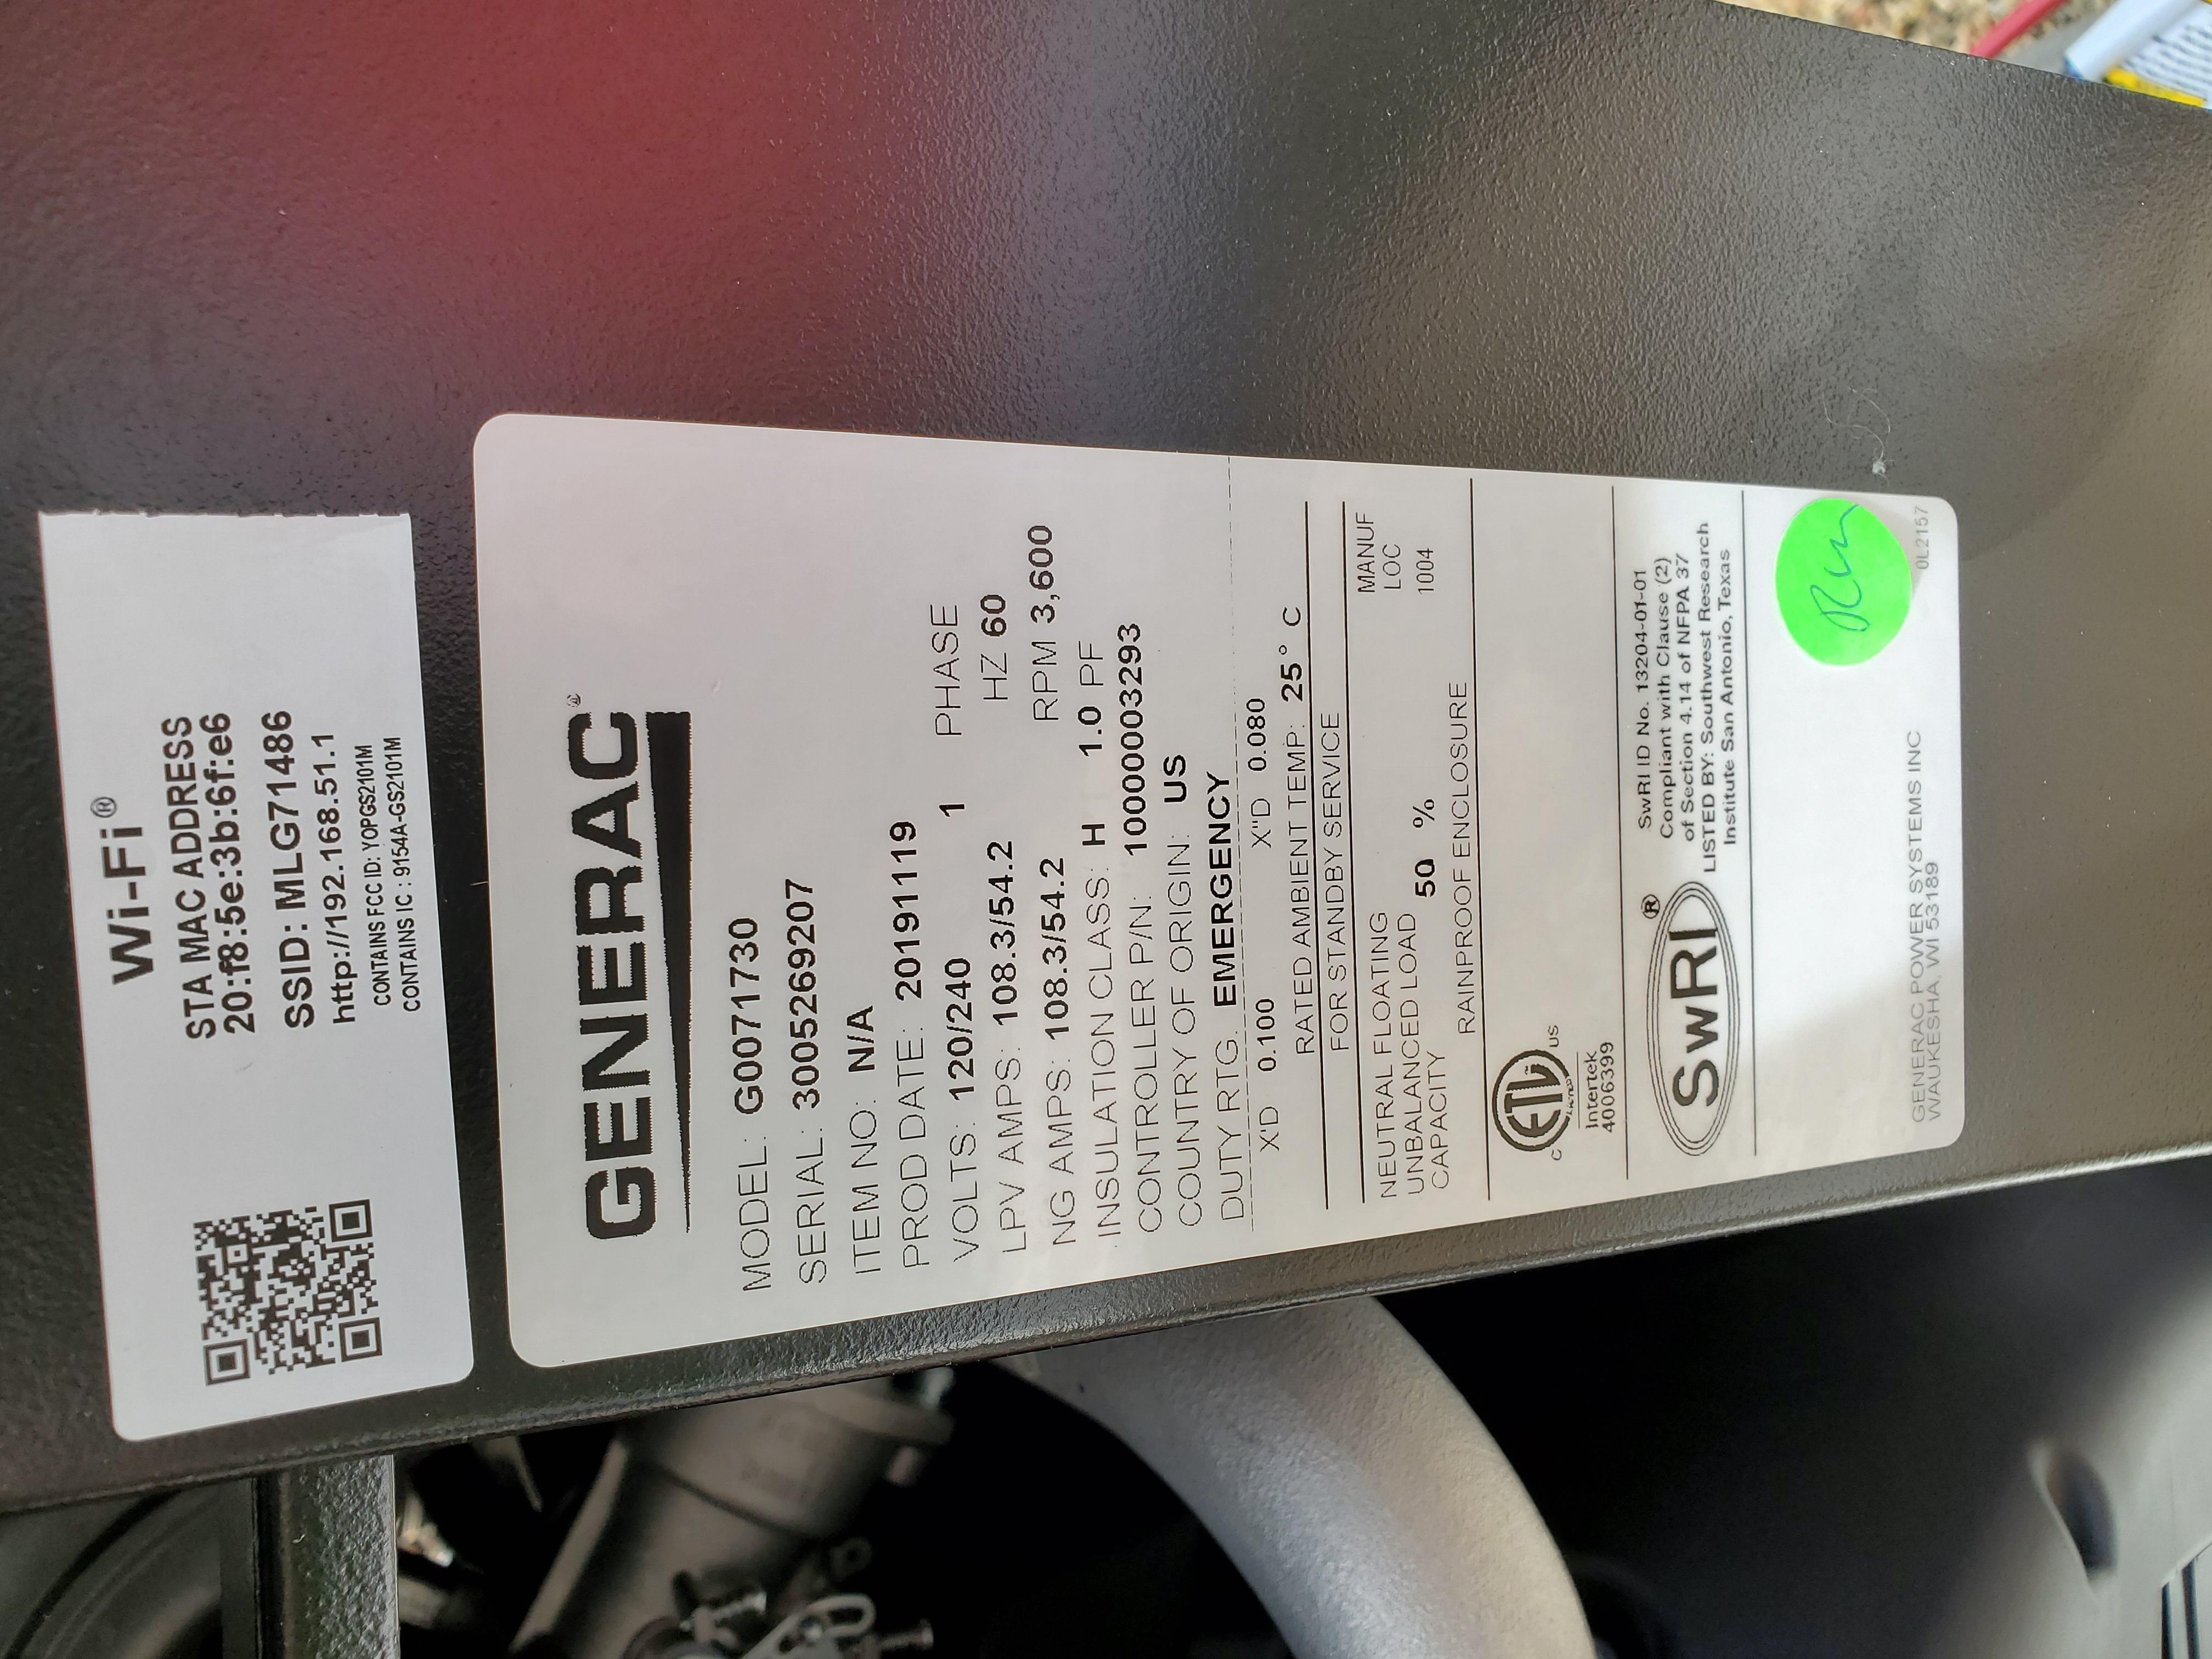 Wi-Fi®
STA MAC ADDRESS
20:f8:5e:3b:6f:e6
SSID: MLG71486
http://192.168.51.1
CONTAINS FCC ID: YOPGS2101M
CONTAINS IC : 9154A-GS2101M
GENERAC®
MODEL: G0071730
SERIAL: 3005269207
ITEM NO: N/A
PROD DATE: 20191119
VOLTS: 120/240 1 PHASE
LPV AMPS: 108.3/54.2 HZ 60
NG AMPS: 108.3/54.2 RPM 3,600
INSULATION CLASS: H 1.0 PF
CONTROLLER P/N: 10000003293
COUNTRY OF ORIGIN: US
DUTY RTG. EMERGENCY
X'D 0.100 X"D 0.080
RATED AMBIENT TEMP: 25° C
FOR STANDBY SERVICE
NEUTRAL FLOATING
UNBALANCED LOAD
CAPACITY 50 %
MANUF
LOC
1004
RAINPROOF ENCLOSURE
C ETL US
LISTED
Intertek
4006399
SwRI®
SwRI ID No. 13204-01-01
Compliant with Clause (2)
of Section 4.14 of NFPA 37
LISTED BY: Southwest Research
Institute San Antonio, Texas
GENERAC POWER SYSTEMS INC
WAUKESHA, WI 53189
0L2157